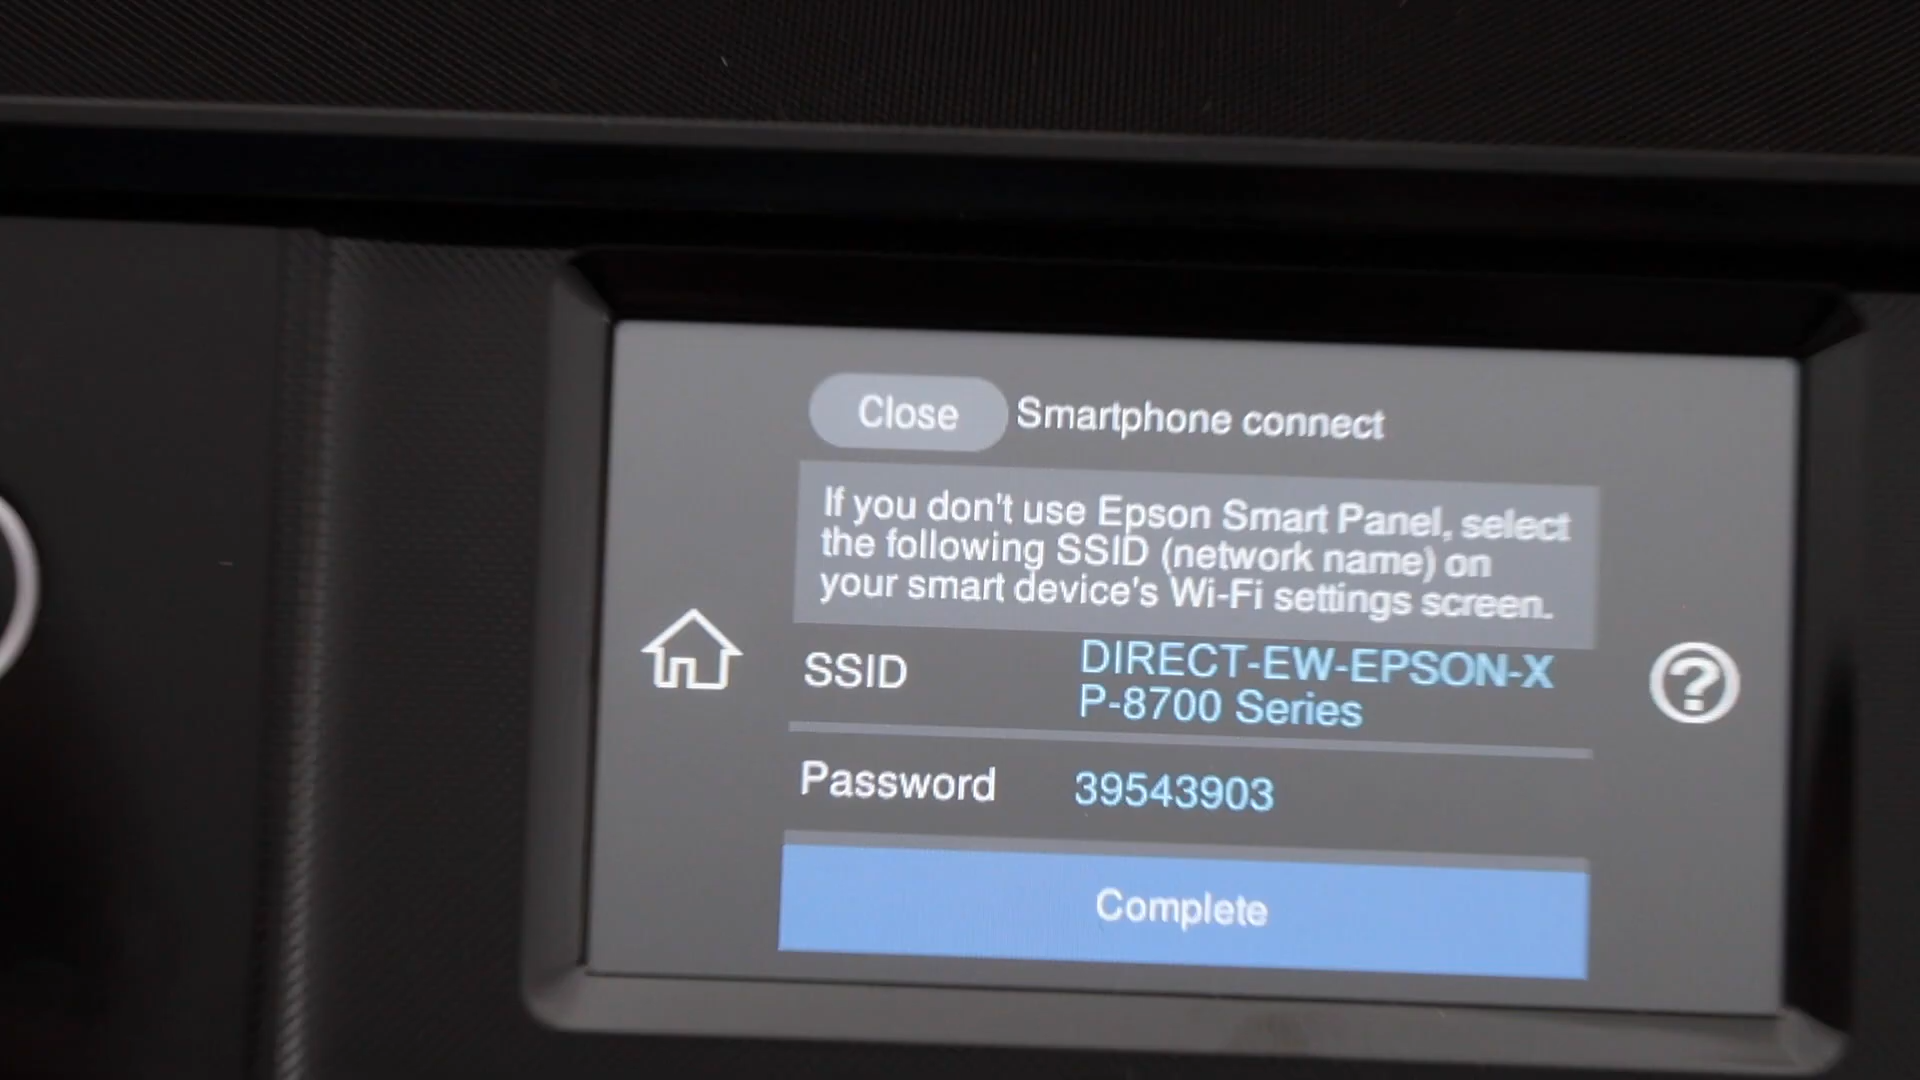 Close Smartphone connect
If you don't use Epson Smart Panel, select
the following SSID (network name) on
your smart device's Wi-Fi settings screen.
SSID DIRECT-EW-EPSON-X
P-8700 Series
Password 39543903
Complete